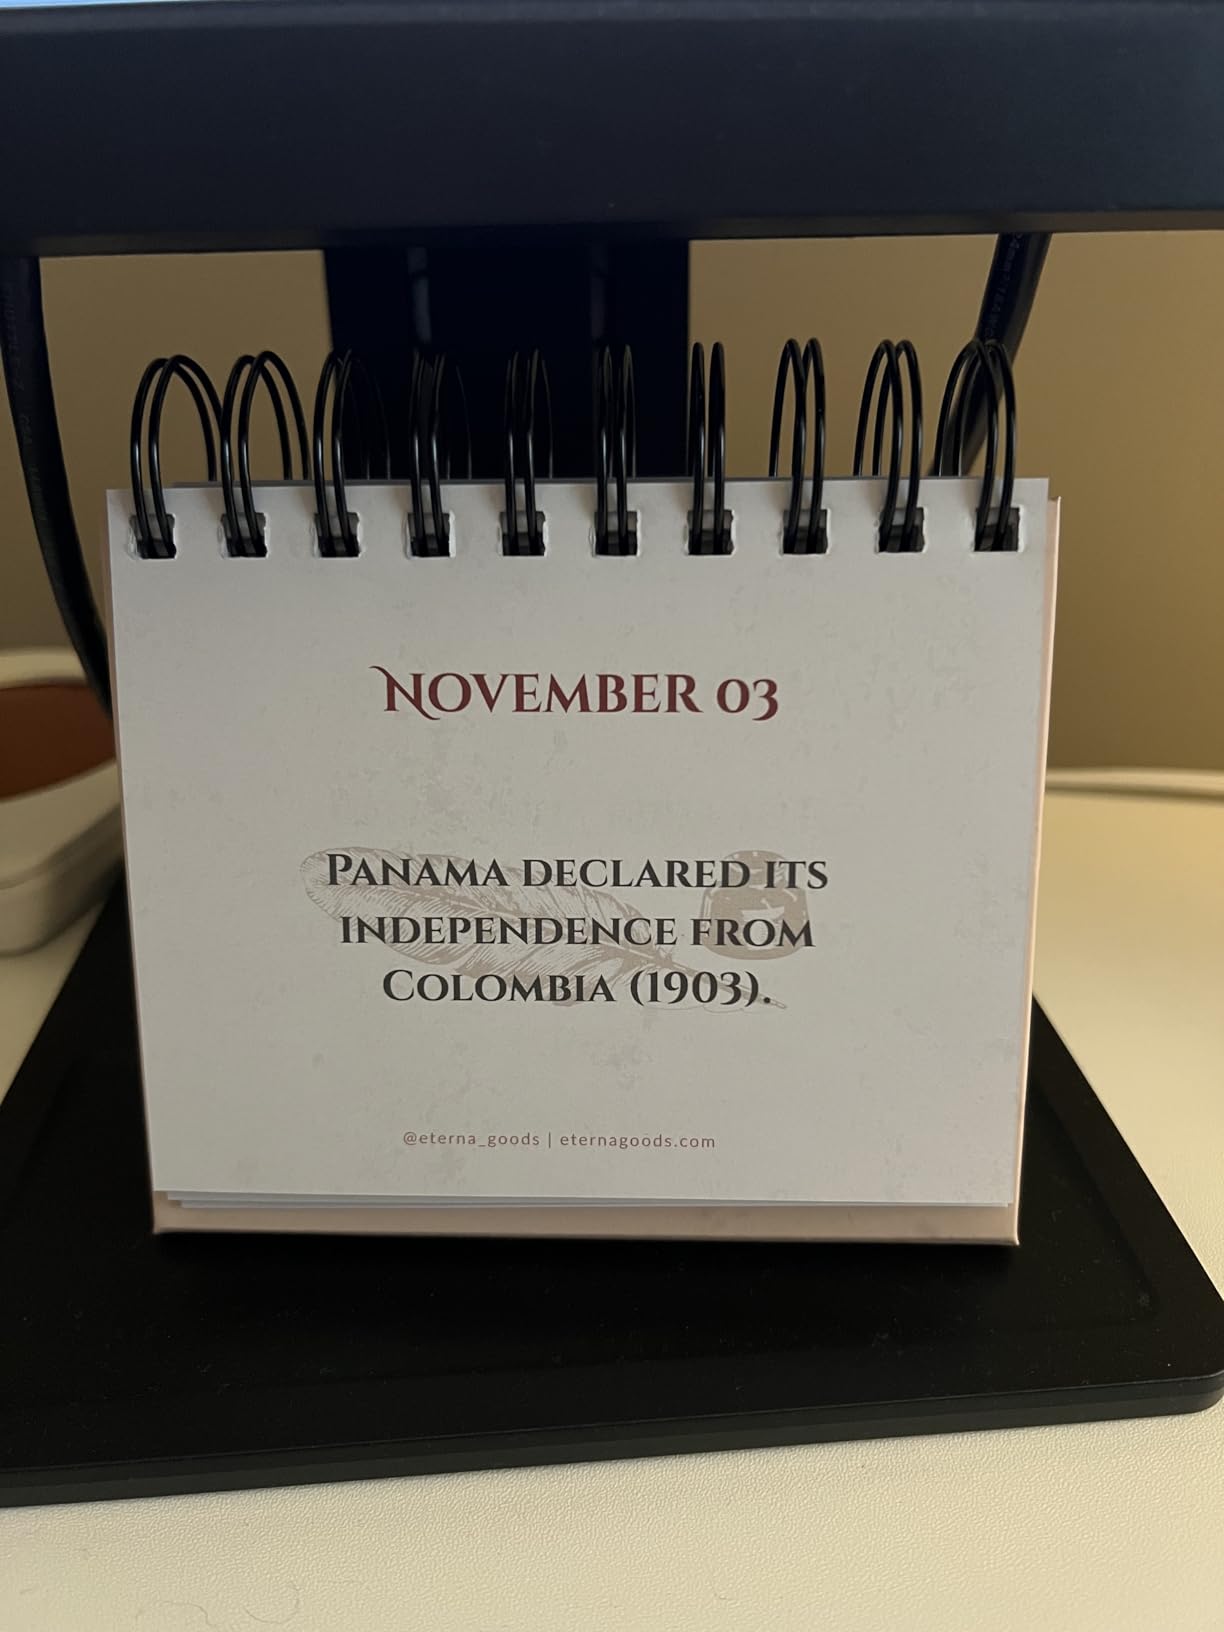 November 03
Panama declared its
independence from
Colombia (1903).
@eterna_goods | eternagoods.com